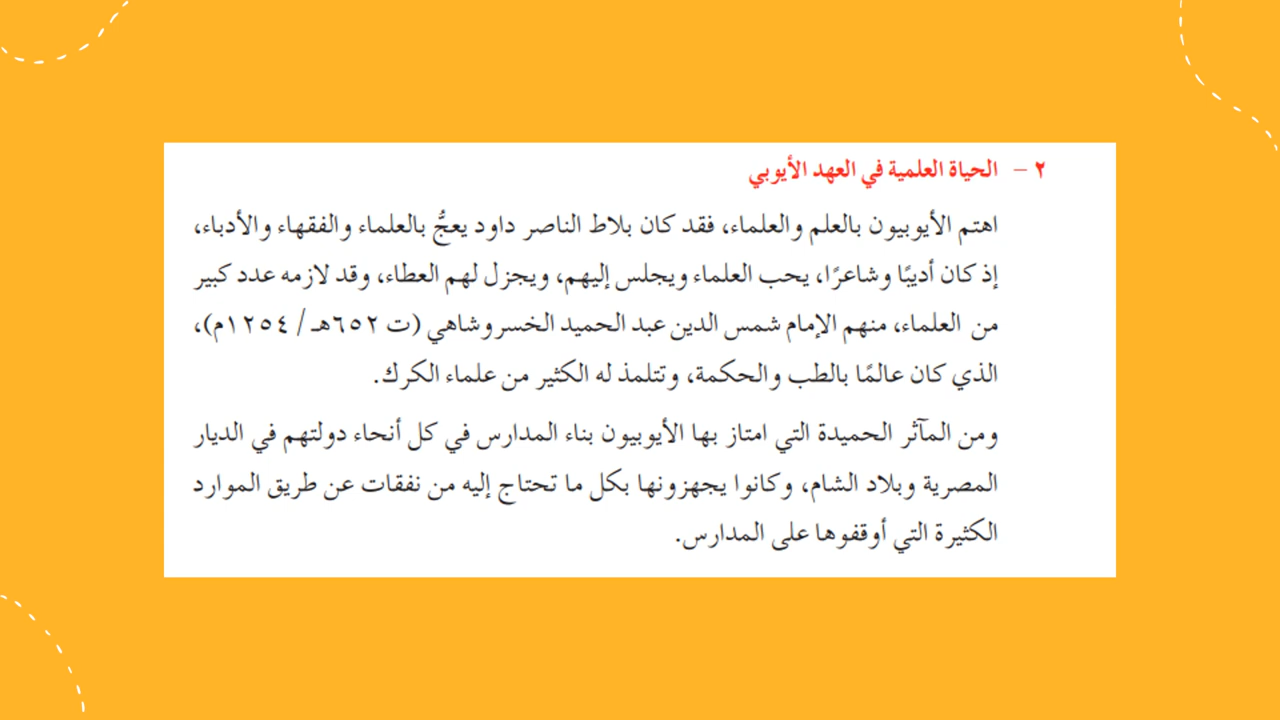 ٢ - الحياة العلمية في العهد الأيوبي
اهتم الأيوبيون بالعلم والعلماء، فقد كان بلاط الناصر داود يعجُّ بالعلماء والفقهاء والأدباء،
إذ كان أديبًا وشاعرًا، يحب العلماء ويجلس إليهم، ويجزل لهم العطاء، وقد لازمه عدد كبير
من العلماء، منهم الإمام شمس الدين عبد الحميد الخسروشاهي (ت ٦٥٢هـ / ١٢٥٤م)،
الذي كان عالمًا بالطب والحكمة، وتتلمذ له الكثير من علماء الكرك.
ومن المآثر الحميدة التي امتاز بها الأيوبيون بناء المدارس في كل أنحاء دولتهم في الديار
المصرية وبلاد الشام، وكانوا يجهزونها بكل ما تحتاج إليه من نفقات عن طريق الموارد
الكثيرة التي أوقفوها على المدارس.